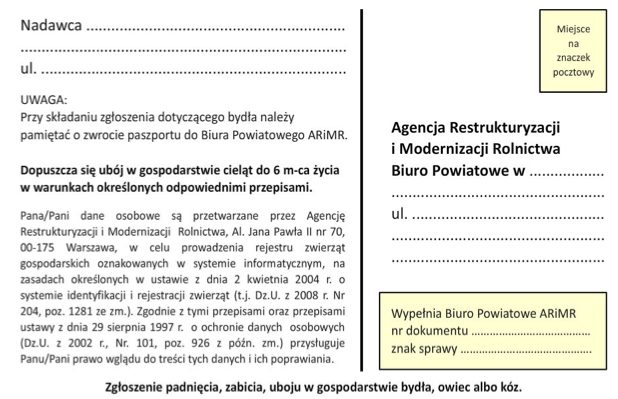 Nadawca ..............................................................
..............................................................................
ul. .........................................................................
UWAGA:
Przy składaniu zgłoszenia dotyczącego bydła należy
pamiętać o zwrocie paszportu do Biura Powiatowego ARiMR.
Dopuszcza się ubój w gospodarstwie cieląt do 6 m-ca życia
w warunkach określonych odpowiednimi przepisami.
Pana/Pani dane osobowe są przetwarzane przez Agencję
Restrukturyzacji i Modernizacji Rolnictwa, Al. Jana Pawła II nr 70,
00-175 Warszawa, w celu prowadzenia rejestru zwierząt
gospodarskich oznakowanych w systemie informatycznym, na
zasadach określonych w ustawie z dnia 2 kwietnia 2004 r. o
systemie identyfikacji i rejestracji zwierząt (t.j. Dz.U. z 2008 r. Nr
204, poz. 1281 ze zm.). Zgodnie z tymi przepisami oraz przepisami
ustawy z dnia 29 sierpnia 1997 r. o ochronie danych osobowych
(Dz.U. z 2002 r., Nr. 101, poz. 926 z późn. zm.) przysługuje
Panu/Pani prawo wglądu do treści tych danych i ich poprawiania.
Miejsce
na
znaczek
pocztowy
Agencja Restrukturyzacji
i Modernizacji Rolnictwa
Biuro Powiatowe w ..................
...................................................
ul. ..............................................
...................................................
...................................................
Wypełnia Biuro Powiatowe ARiMR
nr dokumentu ......................................
znak sprawy ..........................................
Zgłoszenie padnięcia, zabicia, uboju w gospodarstwie bydła, owiec albo kóz.